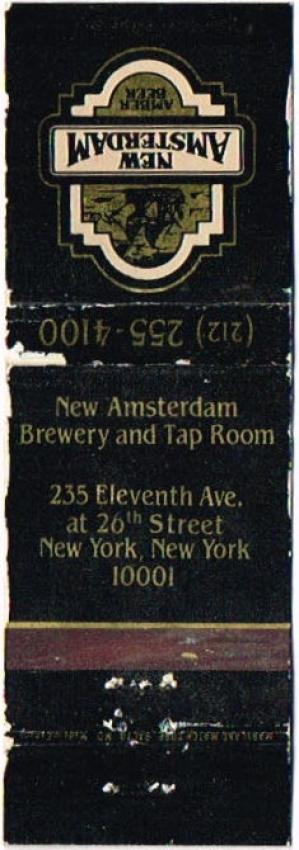 NEW
AMSTERDAM
AMBER
BEER
(212) 255-4100
New Amsterdam
Brewery and Tap Room
235 Eleventh Ave.
at 26th Street
New York, New York
10001